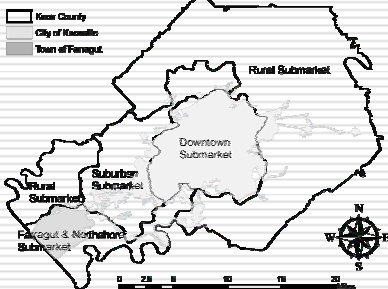 Knox County
City of Knoxville
Town of Farragut
Rural Submarket
Downtown
Submarket
Suburban
Submarket
Rural
Submarket
Farragut & Northshore
Submarket
N
W
E
S
0 2.5 5 10 15 20